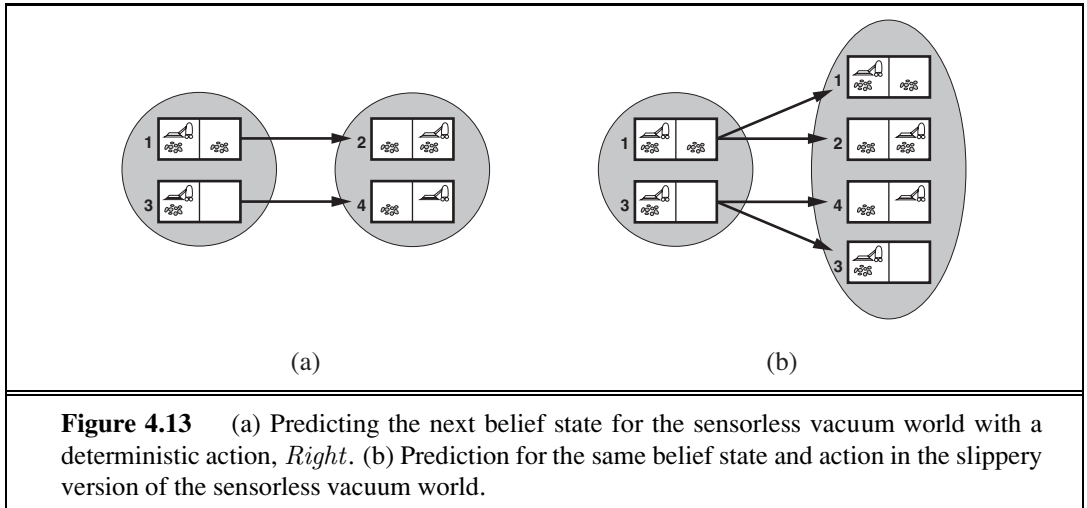 1
2
3
4
(a)
1
3
1
2
4
3
(b)
Figure 4.13 (a) Predicting the next belief state for the sensorless vacuum world with a
deterministic action, Right. (b) Prediction for the same belief state and action in the slippery
version of the sensorless vacuum world.